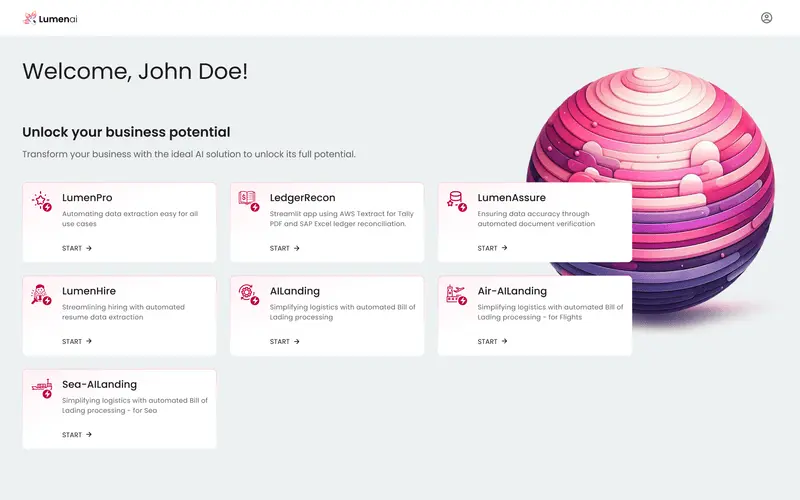 Lumenai
Welcome, John Doe!
Unlock your business potential
Transform your business with the ideal AI solution to unlock its full potential.
LumenPro
Automating data extraction easy for all
use cases
START
LedgerRecon
Streamlit app using AWS Textract for Tally
PDF and SAP Excel ledger reconciliation.
START
LumenAssure
Ensuring data accuracy through
automated document verification
START
LumenHire
Streamlining hiring with automated
resume data extraction
START
AILanding
Simplifying logistics with automated Bill of
Lading processing
START
Air-AILanding
Simplifying logistics with automated Bill of
Lading processing - for Flights
START
Sea-AILanding
Simplifying logistics with automated Bill of
Lading processing - for Sea
START